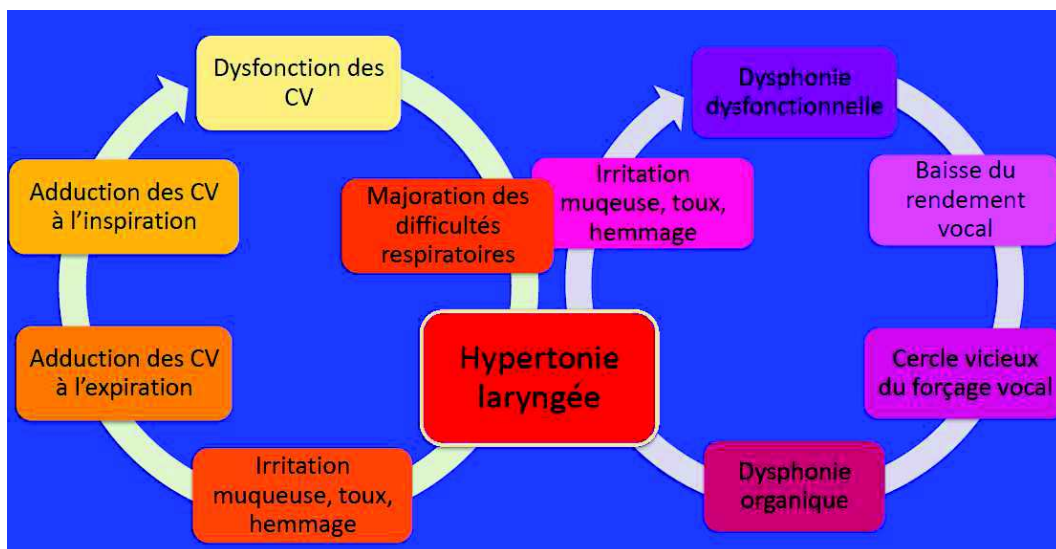 Dysfonction des
CV
Majoration des
difficultés
respiratoires
Hypertonie
laryngée
Irritation
muqueuse, toux,
hemmage
Adduction des CV
à l'expiration
Adduction des CV
à l'inspiration
Dysphonie
dysfonctionnelle
Baisse du
rendement
vocal
Cercle vicieux
du forçage vocal
Dysphonie
organique
Irritation
muqeuse, toux,
hemmage